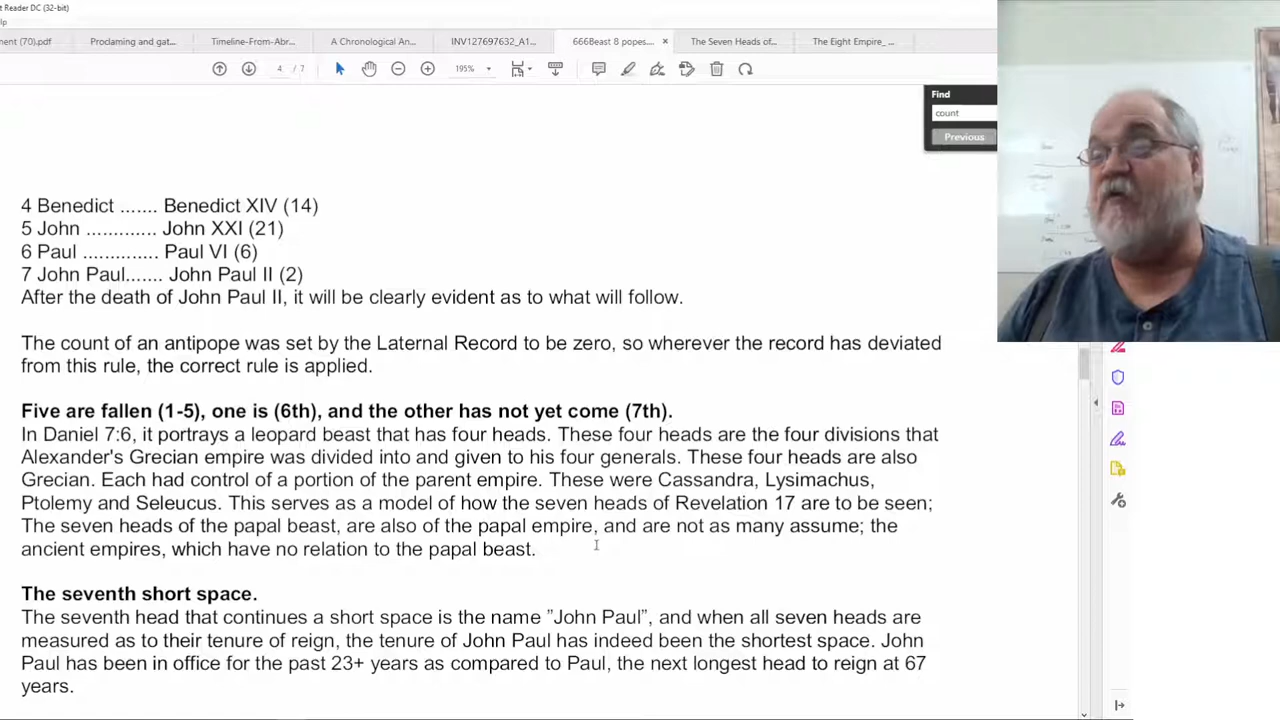 t Reader DC (32-bit)
lp
ment (70).pdf
Proclaming and gat...
Timeline-From-Abr...
A Chronological An...
INV127697632_A1...
666Beast 8 popes....
The Seven Heads of...
The Eight Empire_ ...
4 / 7
195%
Find
count
Previous
4 Benedict ....... Benedict XIV (14)
5 John ............. John XXI (21)
6 Paul ............. Paul VI (6)
7 John Paul....... John Paul II (2)
After the death of John Paul II, it will be clearly evident as to what will follow.
The count of an antipope was set by the Laternal Record to be zero, so wherever the record has deviated
from this rule, the correct rule is applied.
Five are fallen (1-5), one is (6th), and the other has not yet come (7th).
In Daniel 7:6, it portrays a leopard beast that has four heads. These four heads are the four divisions that
Alexander's Grecian empire was divided into and given to his four generals. These four heads are also
Grecian. Each had control of a portion of the parent empire. These were Cassandra, Lysimachus,
Ptolemy and Seleucus. This serves as a model of how the seven heads of Revelation 17 are to be seen;
The seven heads of the papal beast, are also of the papal empire, and are not as many assume; the
ancient empires, which have no relation to the papal beast.
The seventh short space.
The seventh head that continues a short space is the name ”John Paul”, and when all seven heads are
measured as to their tenure of reign, the tenure of John Paul has indeed been the shortest space. John
Paul has been in office for the past 23+ years as compared to Paul, the next longest head to reign at 67
years.